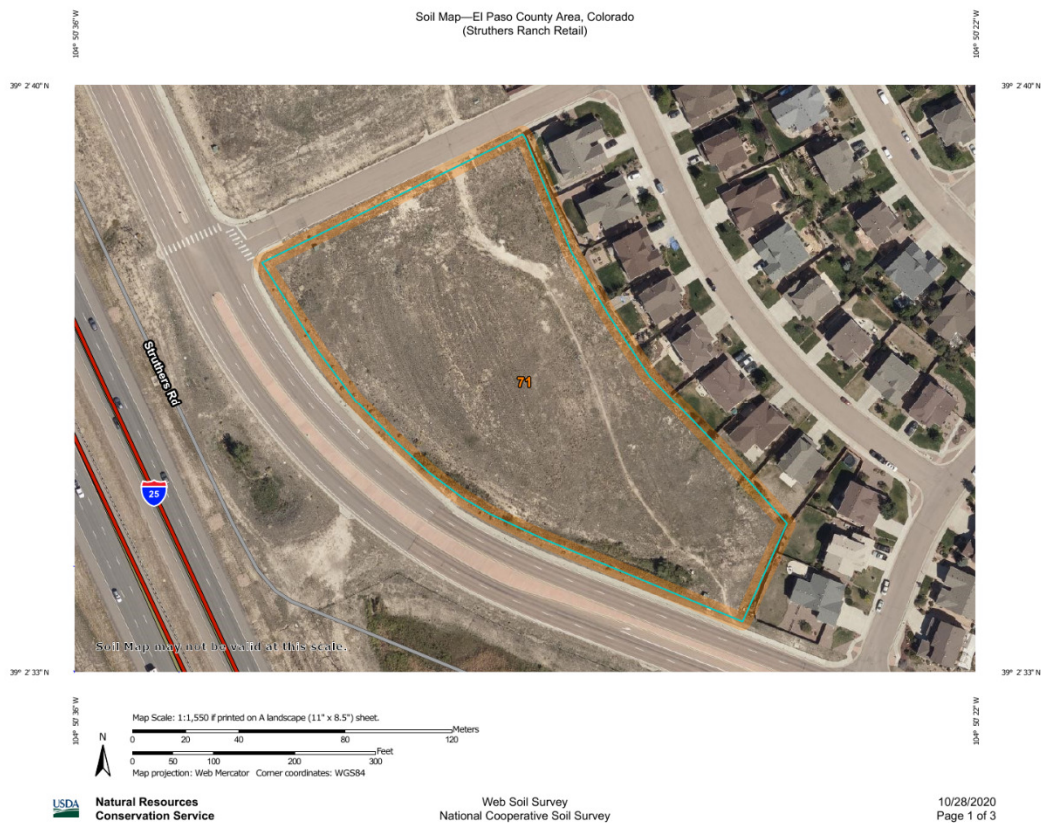 Soil Map—El Paso County Area, Colorado
(Struthers Ranch Retail)
104° 50' 36'' W
104° 50' 22'' W
39° 2' 40'' N
39° 2' 40'' N
71
Struthers Rd
25
Soil Map may not be valid at this scale.
39° 2' 33'' N
39° 2' 33'' N
104° 50' 36'' W
104° 50' 22'' W
Map Scale: 1:1,550 if printed on A landscape (11" x 8.5") sheet.
N
Meters
0 20 40 80 120
Feet
0 50 100 200 300
Map projection: Web Mercator Corner coordinates: WGS84
USDA
Natural Resources
Conservation Service
Web Soil Survey
National Cooperative Soil Survey
10/28/2020
Page 1 of 3